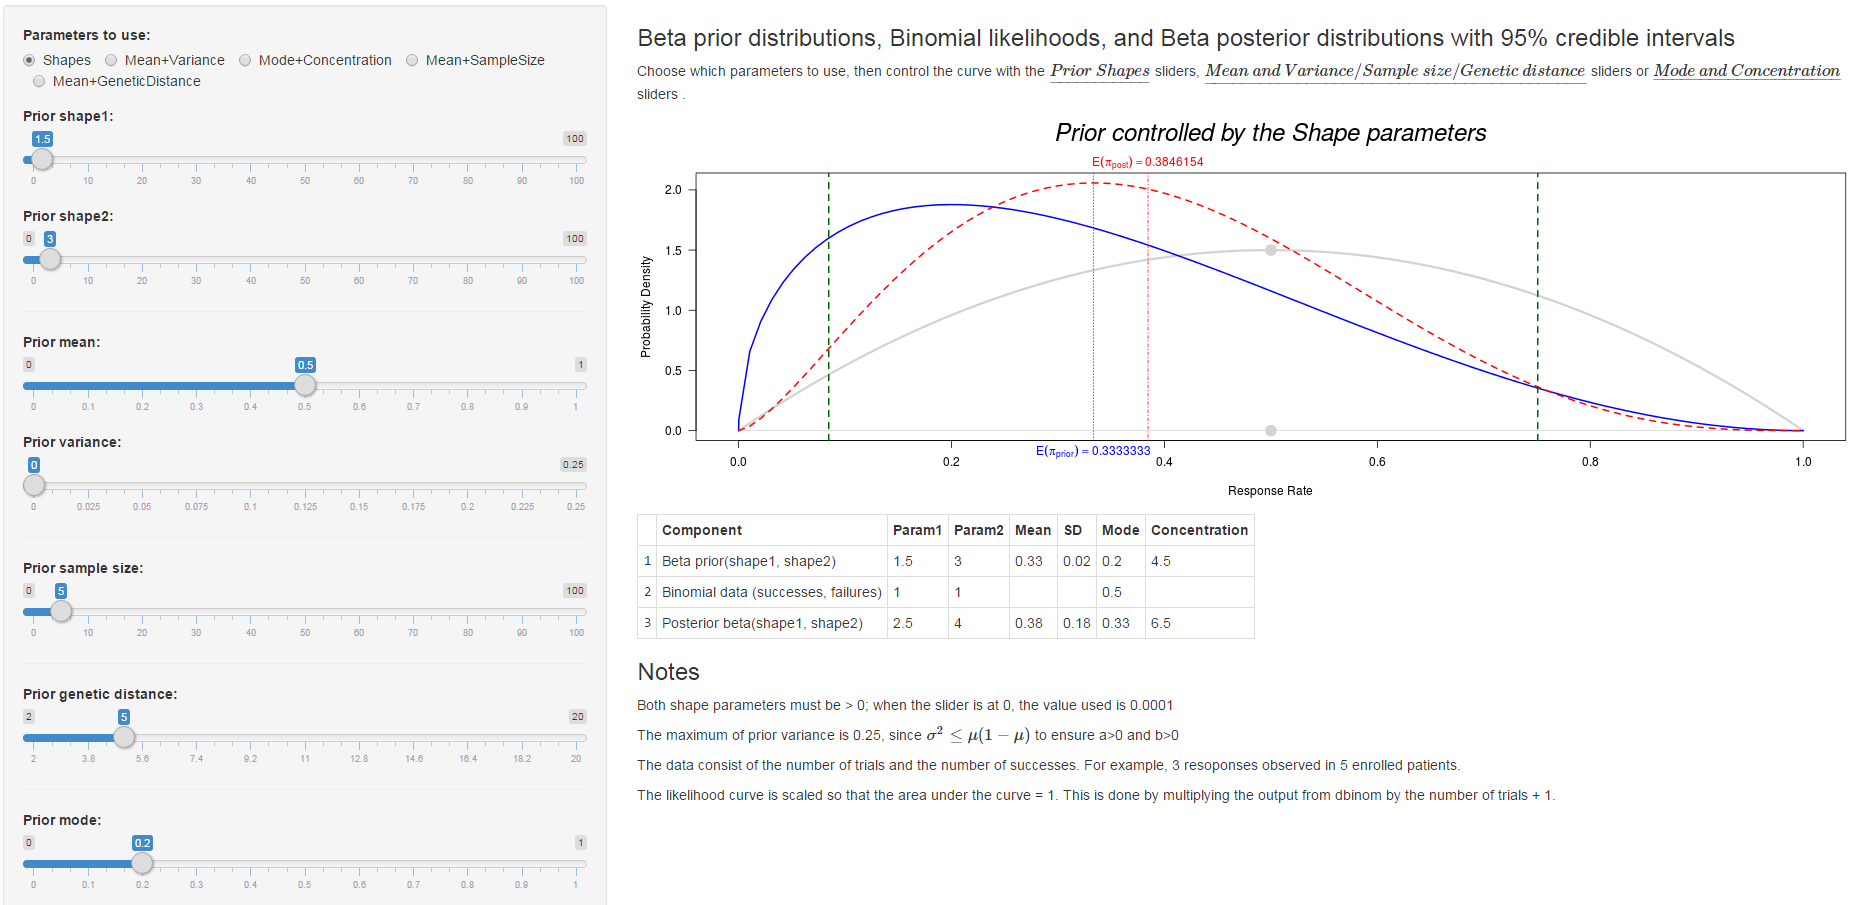 Parameters to use:
Shapes Mean+Variance Mode+Concentration Mean+SampleSize
Mean+GeneticDistance
Prior shape1:
1.5 100
0 10 20 30 40 50 60 70 80 90 100
Prior shape2:
0 3 100
0 10 20 30 40 50 60 70 80 90 100
Prior mean:
0 0.5 1
0 0.1 0.2 0.3 0.4 0.5 0.6 0.7 0.8 0.9 1
Prior variance:
0 0.25
0 0.025 0.05 0.075 0.1 0.125 0.15 0.175 0.2 0.225 0.25
Prior sample size:
0 5 100
0 10 20 30 40 50 60 70 80 90 100
Prior genetic distance:
2 5 20
2 3.8 5.6 7.4 9.2 11 12.8 14.6 16.4 18.2 20
Prior mode:
0 0.2 1
0 0.1 0.2 0.3 0.4 0.5 0.6 0.7 0.8 0.9 1
Beta prior distributions, Binomial likelihoods, and Beta posterior distributions with 95% credible intervals
Choose which parameters to use, then control the curve with the Prior Shapes sliders, Mean and Variance/Sample size/Genetic distance sliders or Mode and Concentration
sliders .
Prior controlled by the Shape parameters
E(πpost) = 0.3846154
2.0
1.5
1.0
0.5
0.0
Probability Density
E(πprior) = 0.3333333
0.0 0.2 0.4 0.6 0.8 1.0
Response Rate
Component Param1 Param2 Mean SD Mode Concentration
1 Beta prior(shape1, shape2) 1.5 3 0.33 0.02 0.2 4.5
2 Binomial data (successes, failures) 1 1 0.5
3 Posterior beta(shape1, shape2) 2.5 4 0.38 0.18 0.33 6.5
Notes
Both shape parameters must be > 0; when the slider is at 0, the value used is 0.0001
The maximum of prior variance is 0.25, since σ² ≤ μ(1 − μ) to ensure a>0 and b>0
The data consist of the number of trials and the number of successes. For example, 3 resoponses observed in 5 enrolled patients.
The likelihood curve is scaled so that the area under the curve = 1. This is done by multiplying the output from dbinom by the number of trials + 1.